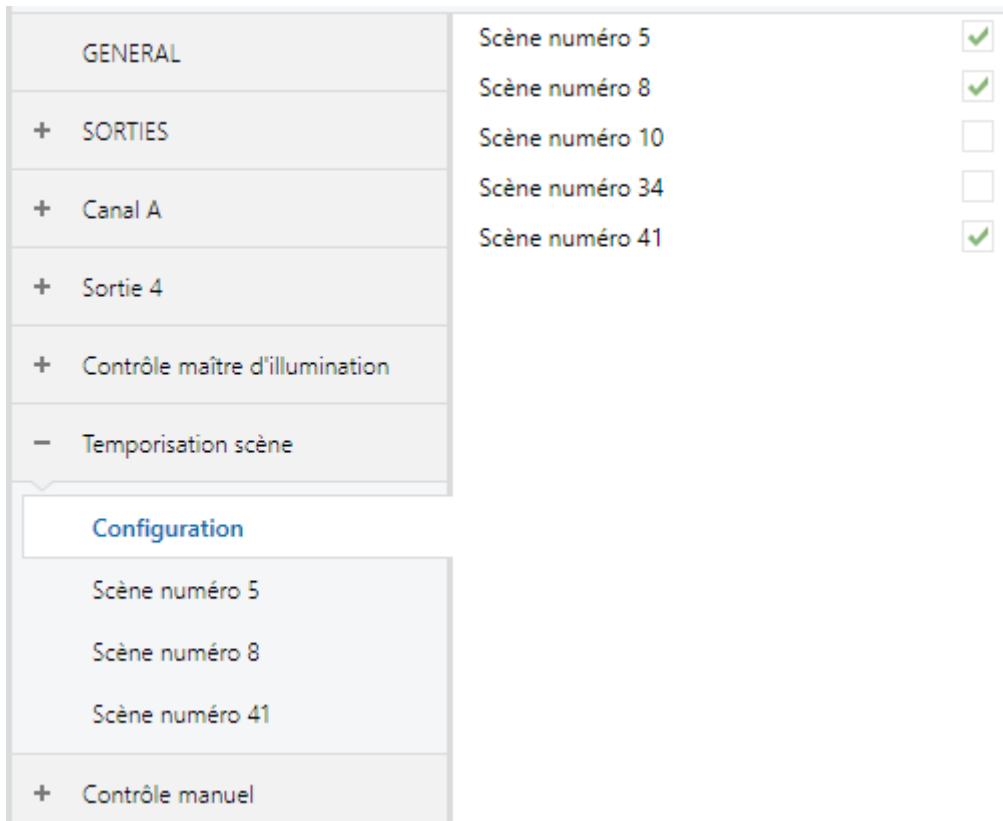 GENERAL
+ SORTIES
+ Canal A
+ Sortie 4
+ Contrôle maître d'illumination
− Temporisation scène
Configuration
Scène numéro 5
Scène numéro 8
Scène numéro 41
+ Contrôle manuel
Scène numéro 5
Scène numéro 8
Scène numéro 10
Scène numéro 34
Scène numéro 41